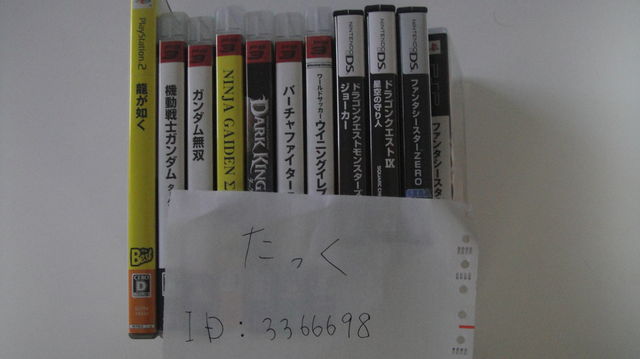 PlayStation 2
龍が如く
the Best
CERO
D
機動戦士ガンダム
ガンダム無双
NINJA GAIDEN Σ
DARK KING
バーチャファイター
ワールドサッカー
ウイニングイレブ
NINTENDO DS
ドラゴンクエストモンスターズ
ジョーカー
NINTENDO DS
ドラゴンクエストIX
星空の守り人
SQUARE
NINTENDO DS
ファンタシースターZERO
ファンタシースタ
たっく
ID:3366698